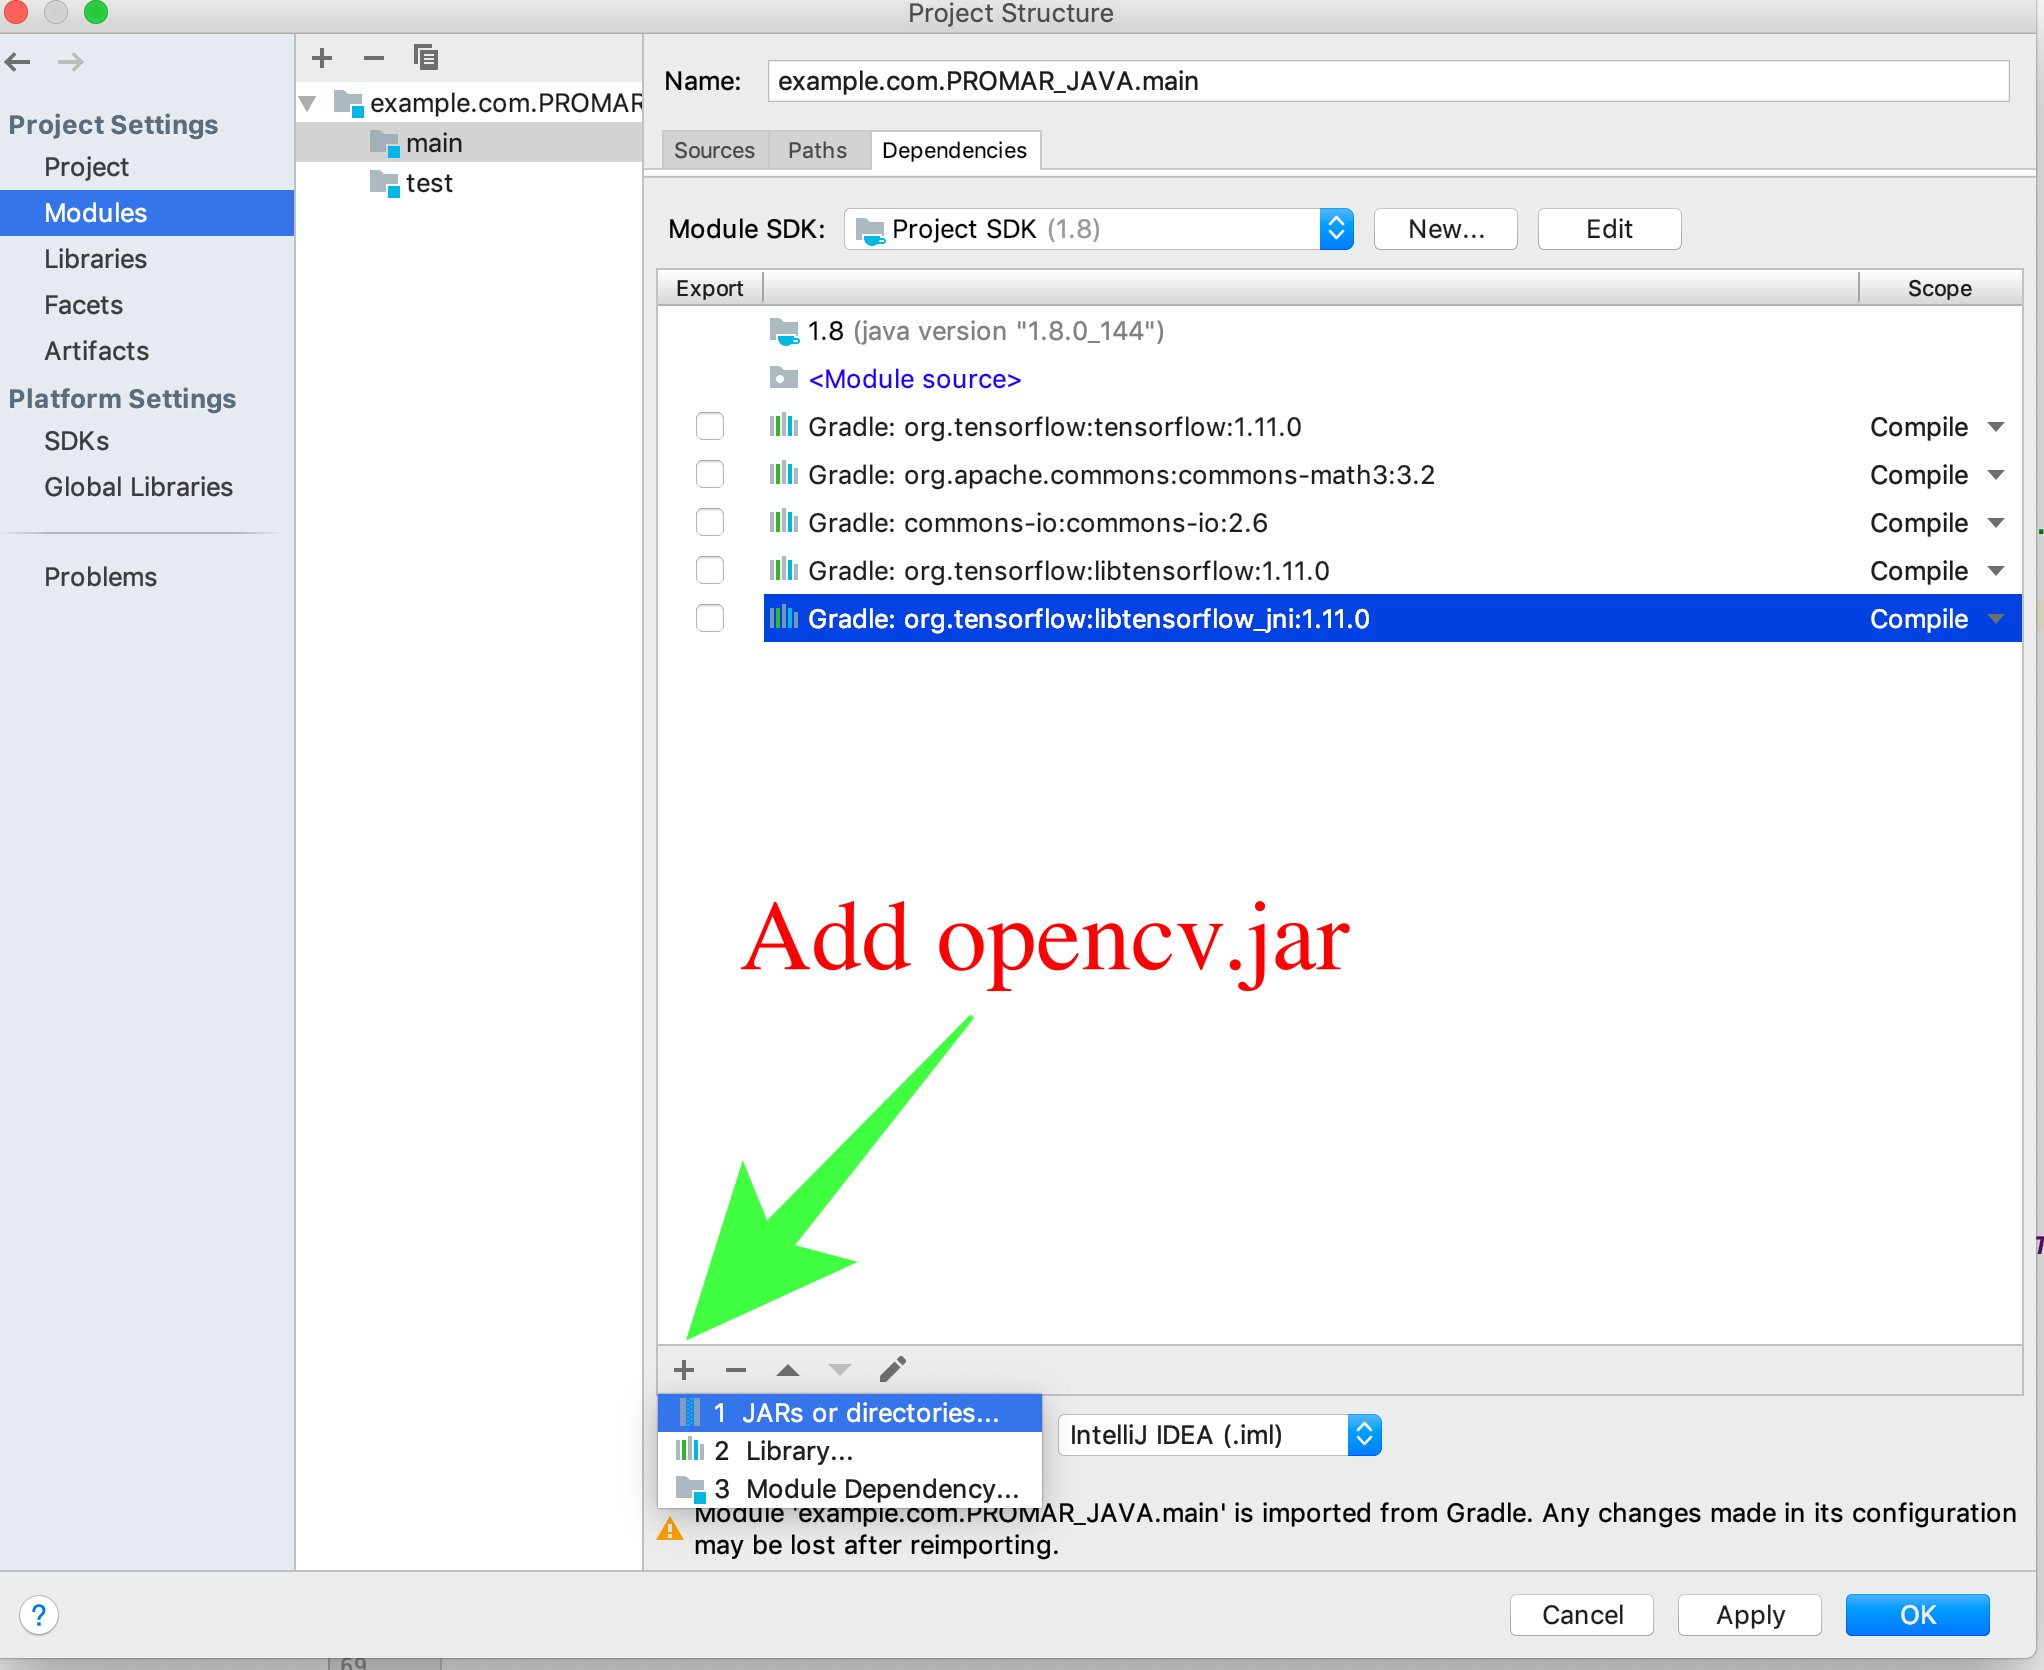 Project Structure
Project Settings
Project
Modules
Libraries
Facets
Artifacts
Platform Settings
SDKs
Global Libraries
Problems
example.com.PROMAR
main
test
Name: example.com.PROMAR_JAVA.main
Sources Paths Dependencies
Module SDK: Project SDK (1.8) New... Edit
Export Scope
1.8 (java version "1.8.0_144")
<Module source>
Gradle: org.tensorflow:tensorflow:1.11.0 Compile
Gradle: org.apache.commons:commons-math3:3.2 Compile
Gradle: commons-io:commons-io:2.6 Compile
Gradle: org.tensorflow:libtensorflow:1.11.0 Compile
Gradle: org.tensorflow:libtensorflow_jni:1.11.0 Compile
Add opencv.jar
1 JARs or directories...
2 Library...
3 Module Dependency...
IntelliJ IDEA (.iml)
Module 'example.com.PROMAR_JAVA.main' is imported from Gradle. Any changes made in its configuration
may be lost after reimporting.
? Cancel Apply OK
69